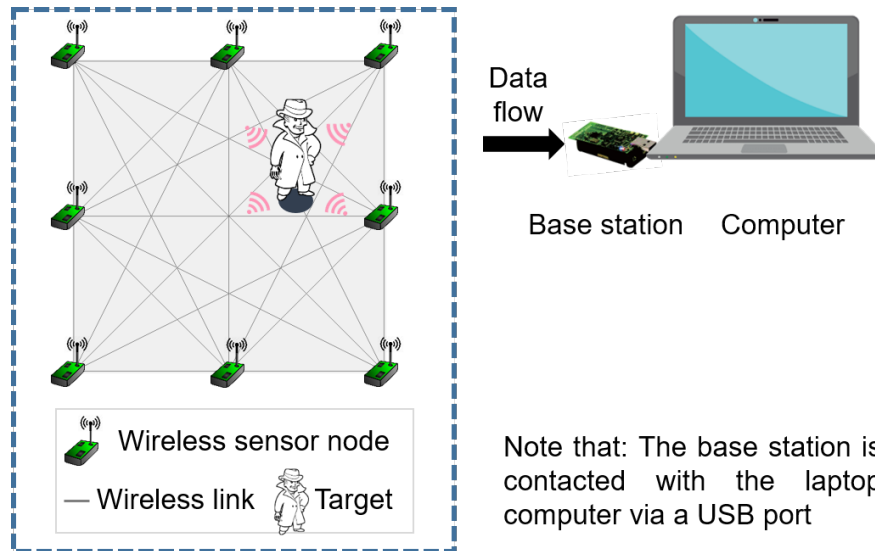 Data
flow
Base station
Computer
Wireless sensor node
Wireless link
Target
Note that: The base station is
contacted with the laptop
computer via a USB port